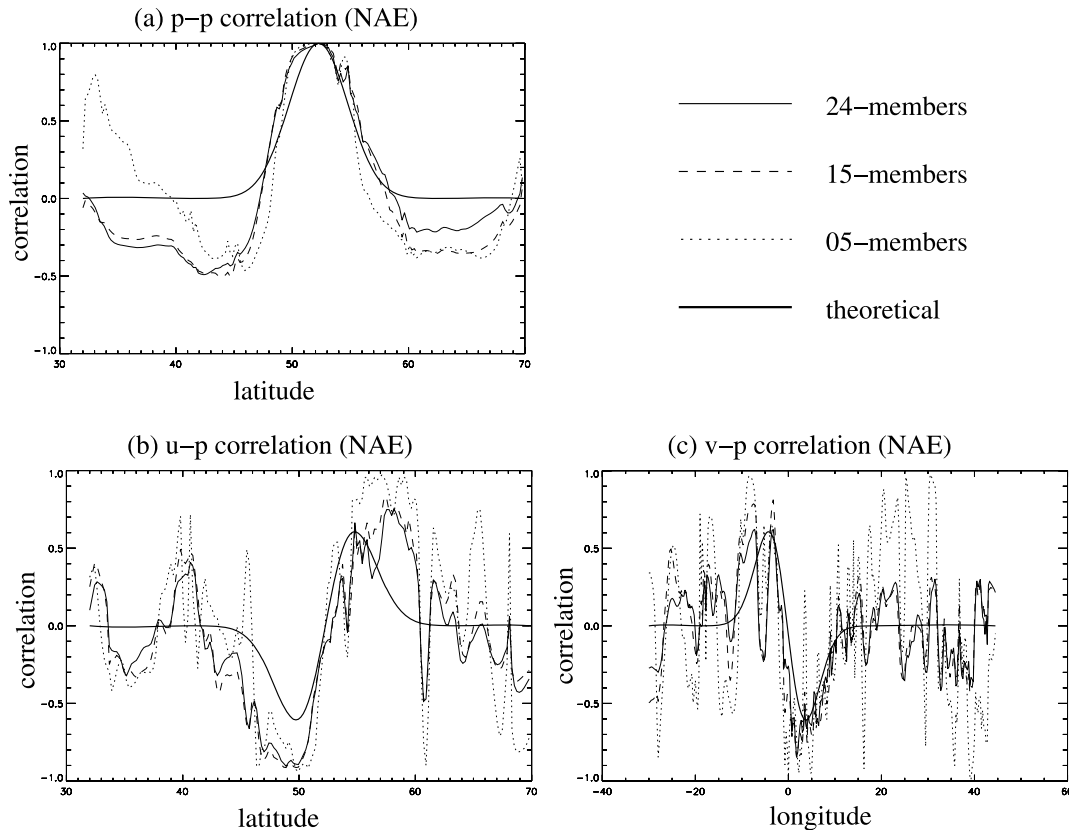 (a) p−p correlation (NAE)
1.0
0.5
0.0
−0.5
−1.0
correlation
30 40 50 60 70
latitude
24−members
15−members
05−members
theoretical
(b) u−p correlation (NAE)
1.0
0.5
0.0
−0.5
−1.0
correlation
30 40 50 60 70
latitude
(c) v−p correlation (NAE)
1.0
0.5
0.0
−0.5
−1.0
correlation
−40 −20 0 20 40 60
longitude